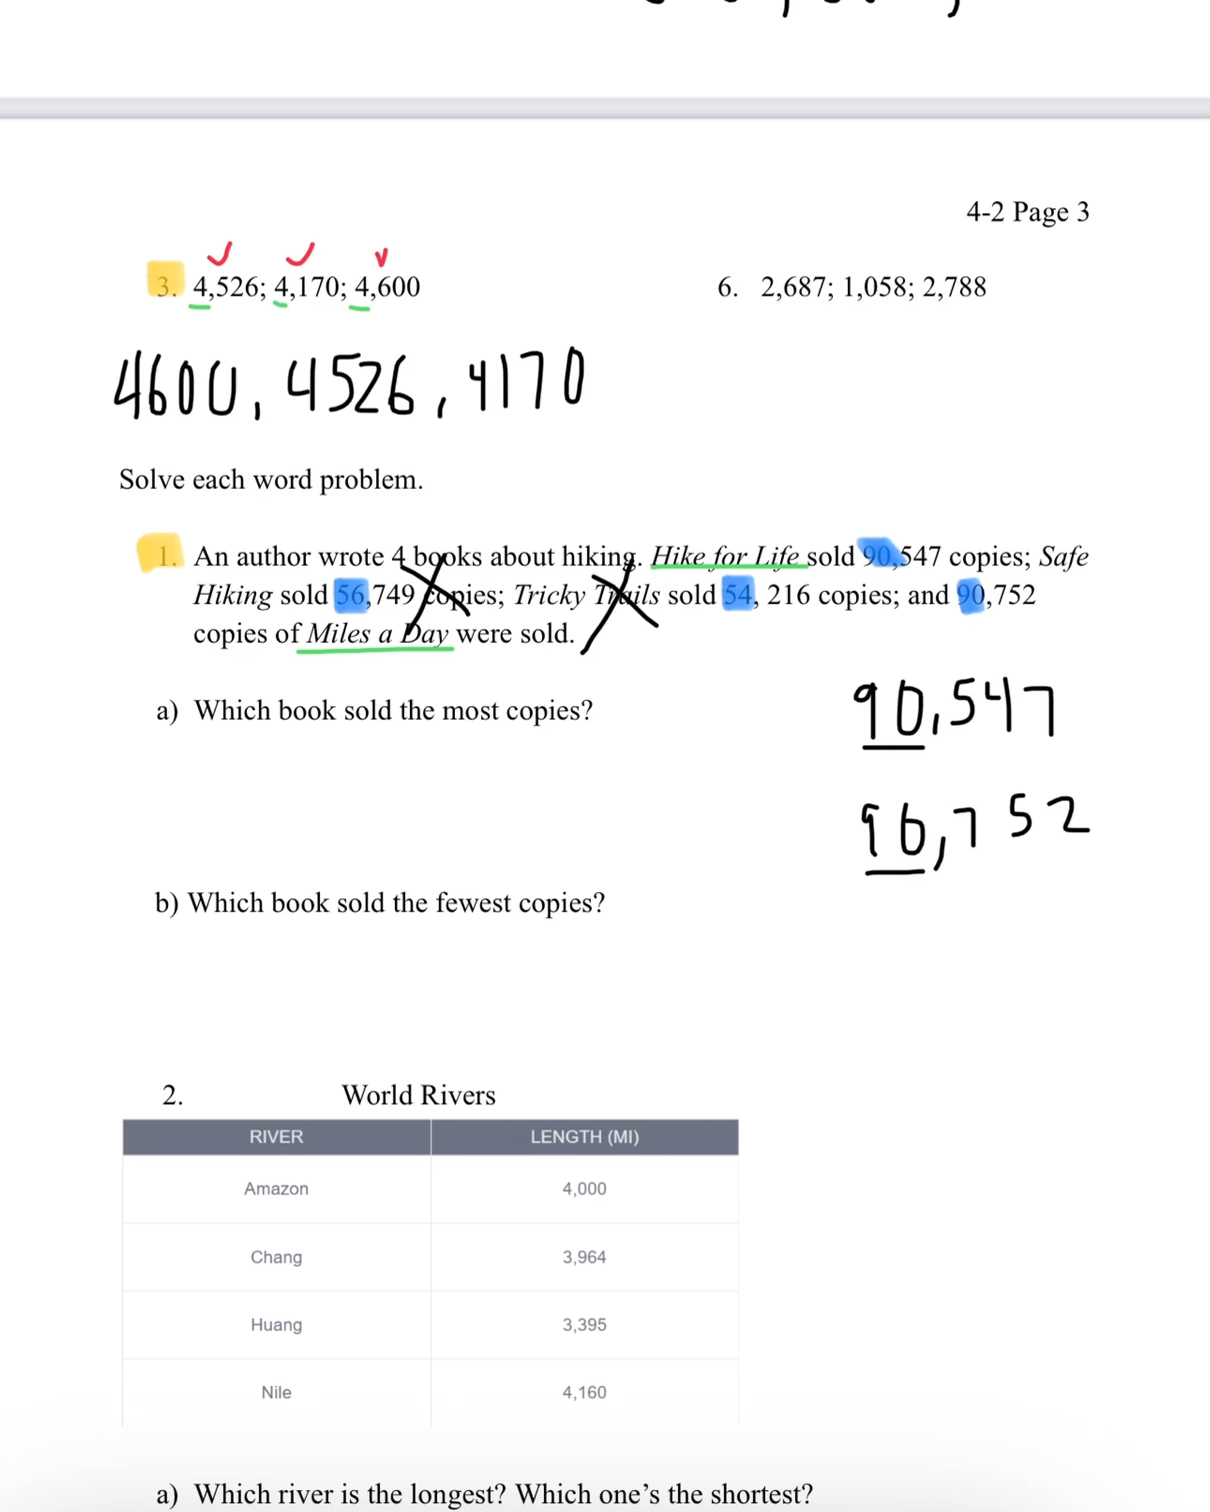 4-2 Page 3
3. 4,526; 4,170; 4,600
6. 2,687; 1,058; 2,788
4600, 4526, 4170
Solve each word problem.
1. An author wrote 4 books about hiking. Hike for Life sold 90,547 copies; Safe
Hiking sold 56,749 copies; Tricky Trails sold 54, 216 copies; and 90,752
copies of Miles a Day were sold.
a) Which book sold the most copies?
90,547
90,752
b) Which book sold the fewest copies?
2. World Rivers
RIVER LENGTH (MI)
Amazon 4,000
Chang 3,964
Huang 3,395
Nile 4,160
a) Which river is the longest? Which one's the shortest?